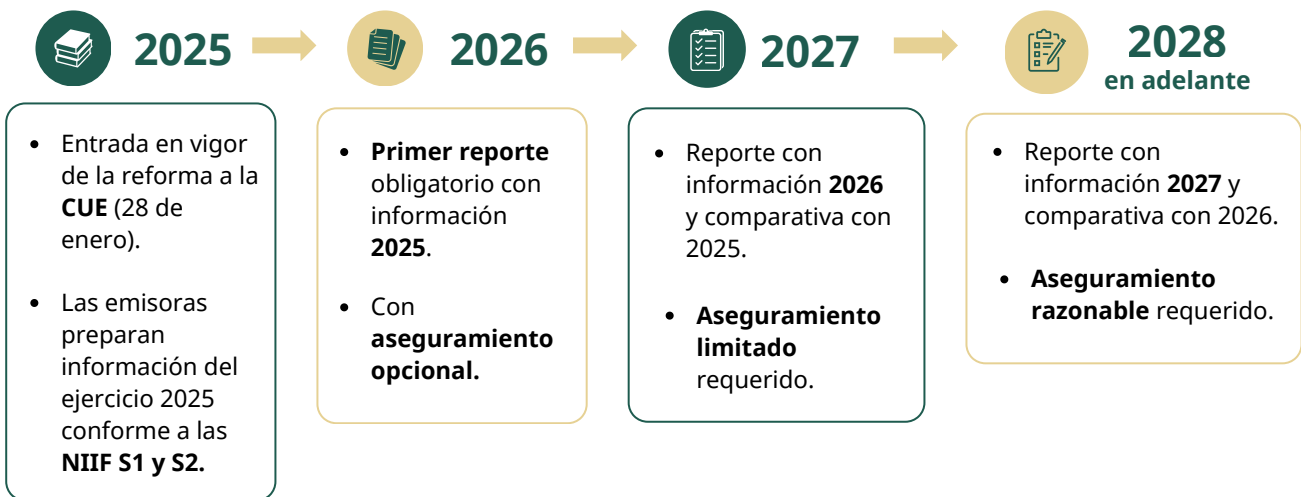 2025
• Entrada en vigor
de la reforma a la
CUE (28 de
enero).
• Las emisoras
preparan
información del
ejercicio 2025
conforme a las
NIIF S1 y S2.
2026
• Primer reporte
obligatorio con
información
2025.
• Con
aseguramiento
opcional.
2027
• Reporte con
información 2026
y comparativa con
2025.
• Aseguramiento
limitado
requerido.
2028
en adelante
• Reporte con
información 2027 y
comparativa con 2026.
• Aseguramiento
razonable requerido.